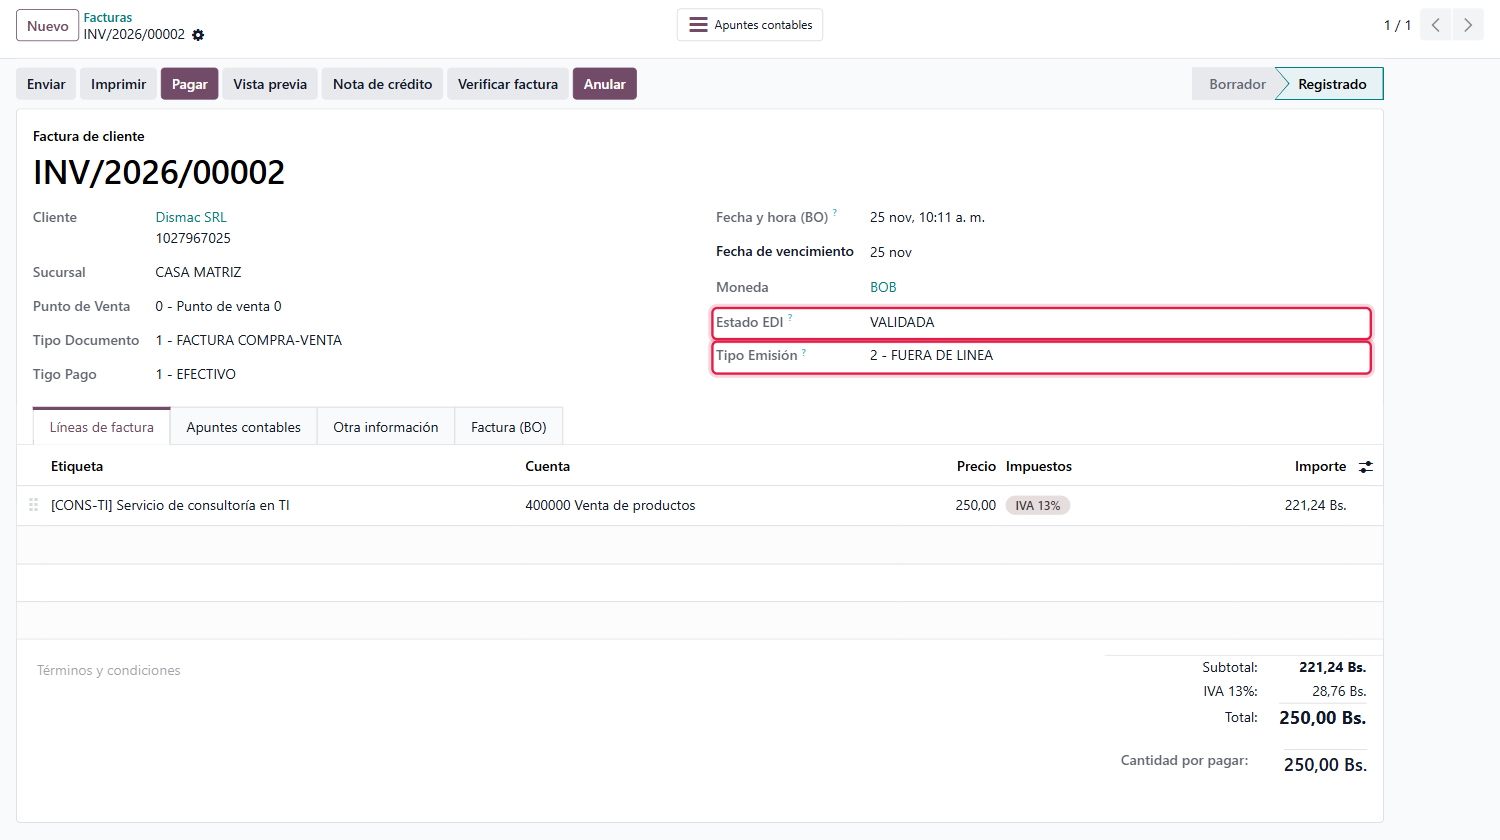 Nuevo
Facturas
INV/2026/00002
Apuntes contables
1 / 1
Enviar
Imprimir
Pagar
Vista previa
Nota de crédito
Verificar factura
Anular
Borrador
Registrado
Factura de cliente
INV/2026/00002
Cliente
Dismac SRL
1027967025
Sucursal
CASA MATRIZ
Punto de Venta
0 - Punto de venta 0
Tipo Documento
1 - FACTURA COMPRA-VENTA
Tigo Pago
1 - EFECTIVO
Fecha y hora (BO) ?
25 nov, 10:11 a. m.
Fecha de vencimiento
25 nov
Moneda
BOB
Estado EDI ?
VALIDADA
Tipo Emisión ?
2 - FUERA DE LINEA
Líneas de factura
Apuntes contables
Otra información
Factura (BO)
Etiqueta
Cuenta
Precio
Impuestos
Importe
[CONS-TI] Servicio de consultoría en TI
400000 Venta de productos
250,00
IVA 13%
221,24 Bs.
Términos y condiciones
Subtotal:
221,24 Bs.
IVA 13%:
28,76 Bs.
Total:
250,00 Bs.
Cantidad por pagar:
250,00 Bs.